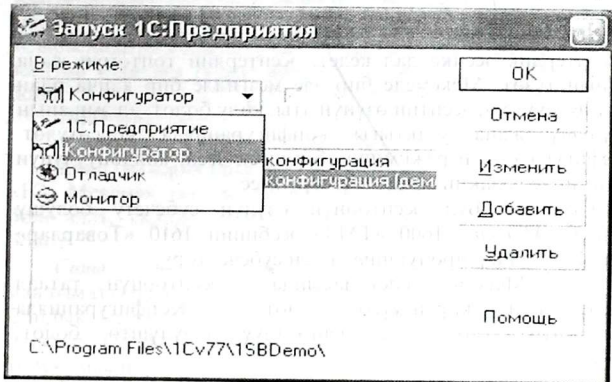 Запуск 1С:Предприятия
В режиме:
Конфигуратор
1С:Предприятие
Конфигуратор
Отладчик
Монитор
конфигурация
конфигурация (дем
OK
Отмена
Изменить
Добавить
Удалить
Помощь
C:\Program Files\1Cv77\1SBDemo\